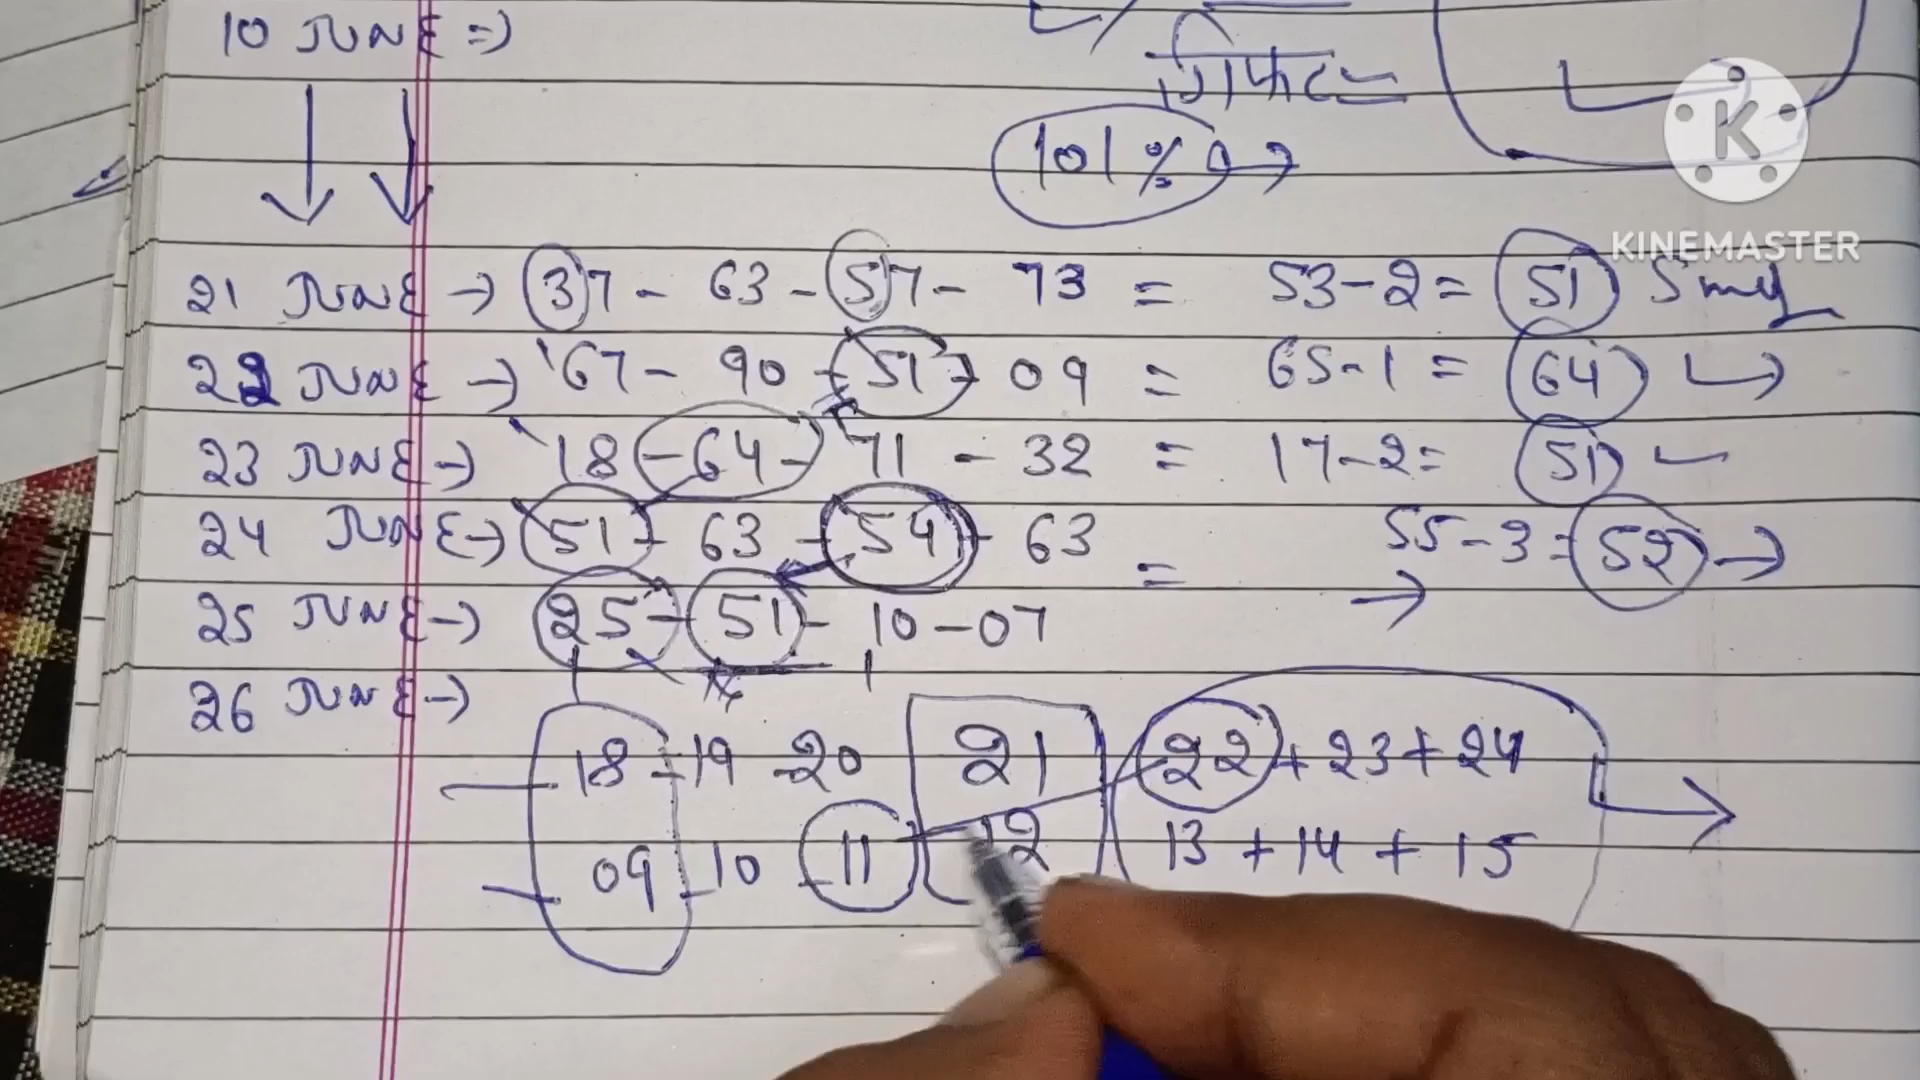 10 JUNE =>
101 %
K
KINEMASTER
21 JUNE → 37 - 63 - 57 - 73 = 53-2= 51
22 JUNE → 67 - 90 - 51 - 09 = 65-1 = 64
23 JUNE → 18 - 64 - 71 - 32 = 17-2= 51
24 JUNE → 51 - 63 - 54 - 63 = 55-3 = 52 →
25 JUNE → 25 - 51 - 10 - 07
26 JUNE →
18 - 19 - 20 21 22 + 23 + 24
09 - 10 - 11 12 13 + 14 + 15